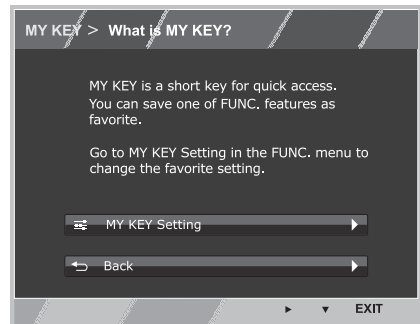 MY KEY > What is MY KEY?
MY KEY is a short key for quick access.
You can save one of FUNC. features as
favorite.
Go to MY KEY Setting in the FUNC. menu to
change the favorite setting.
MY KEY Setting
Back
EXIT